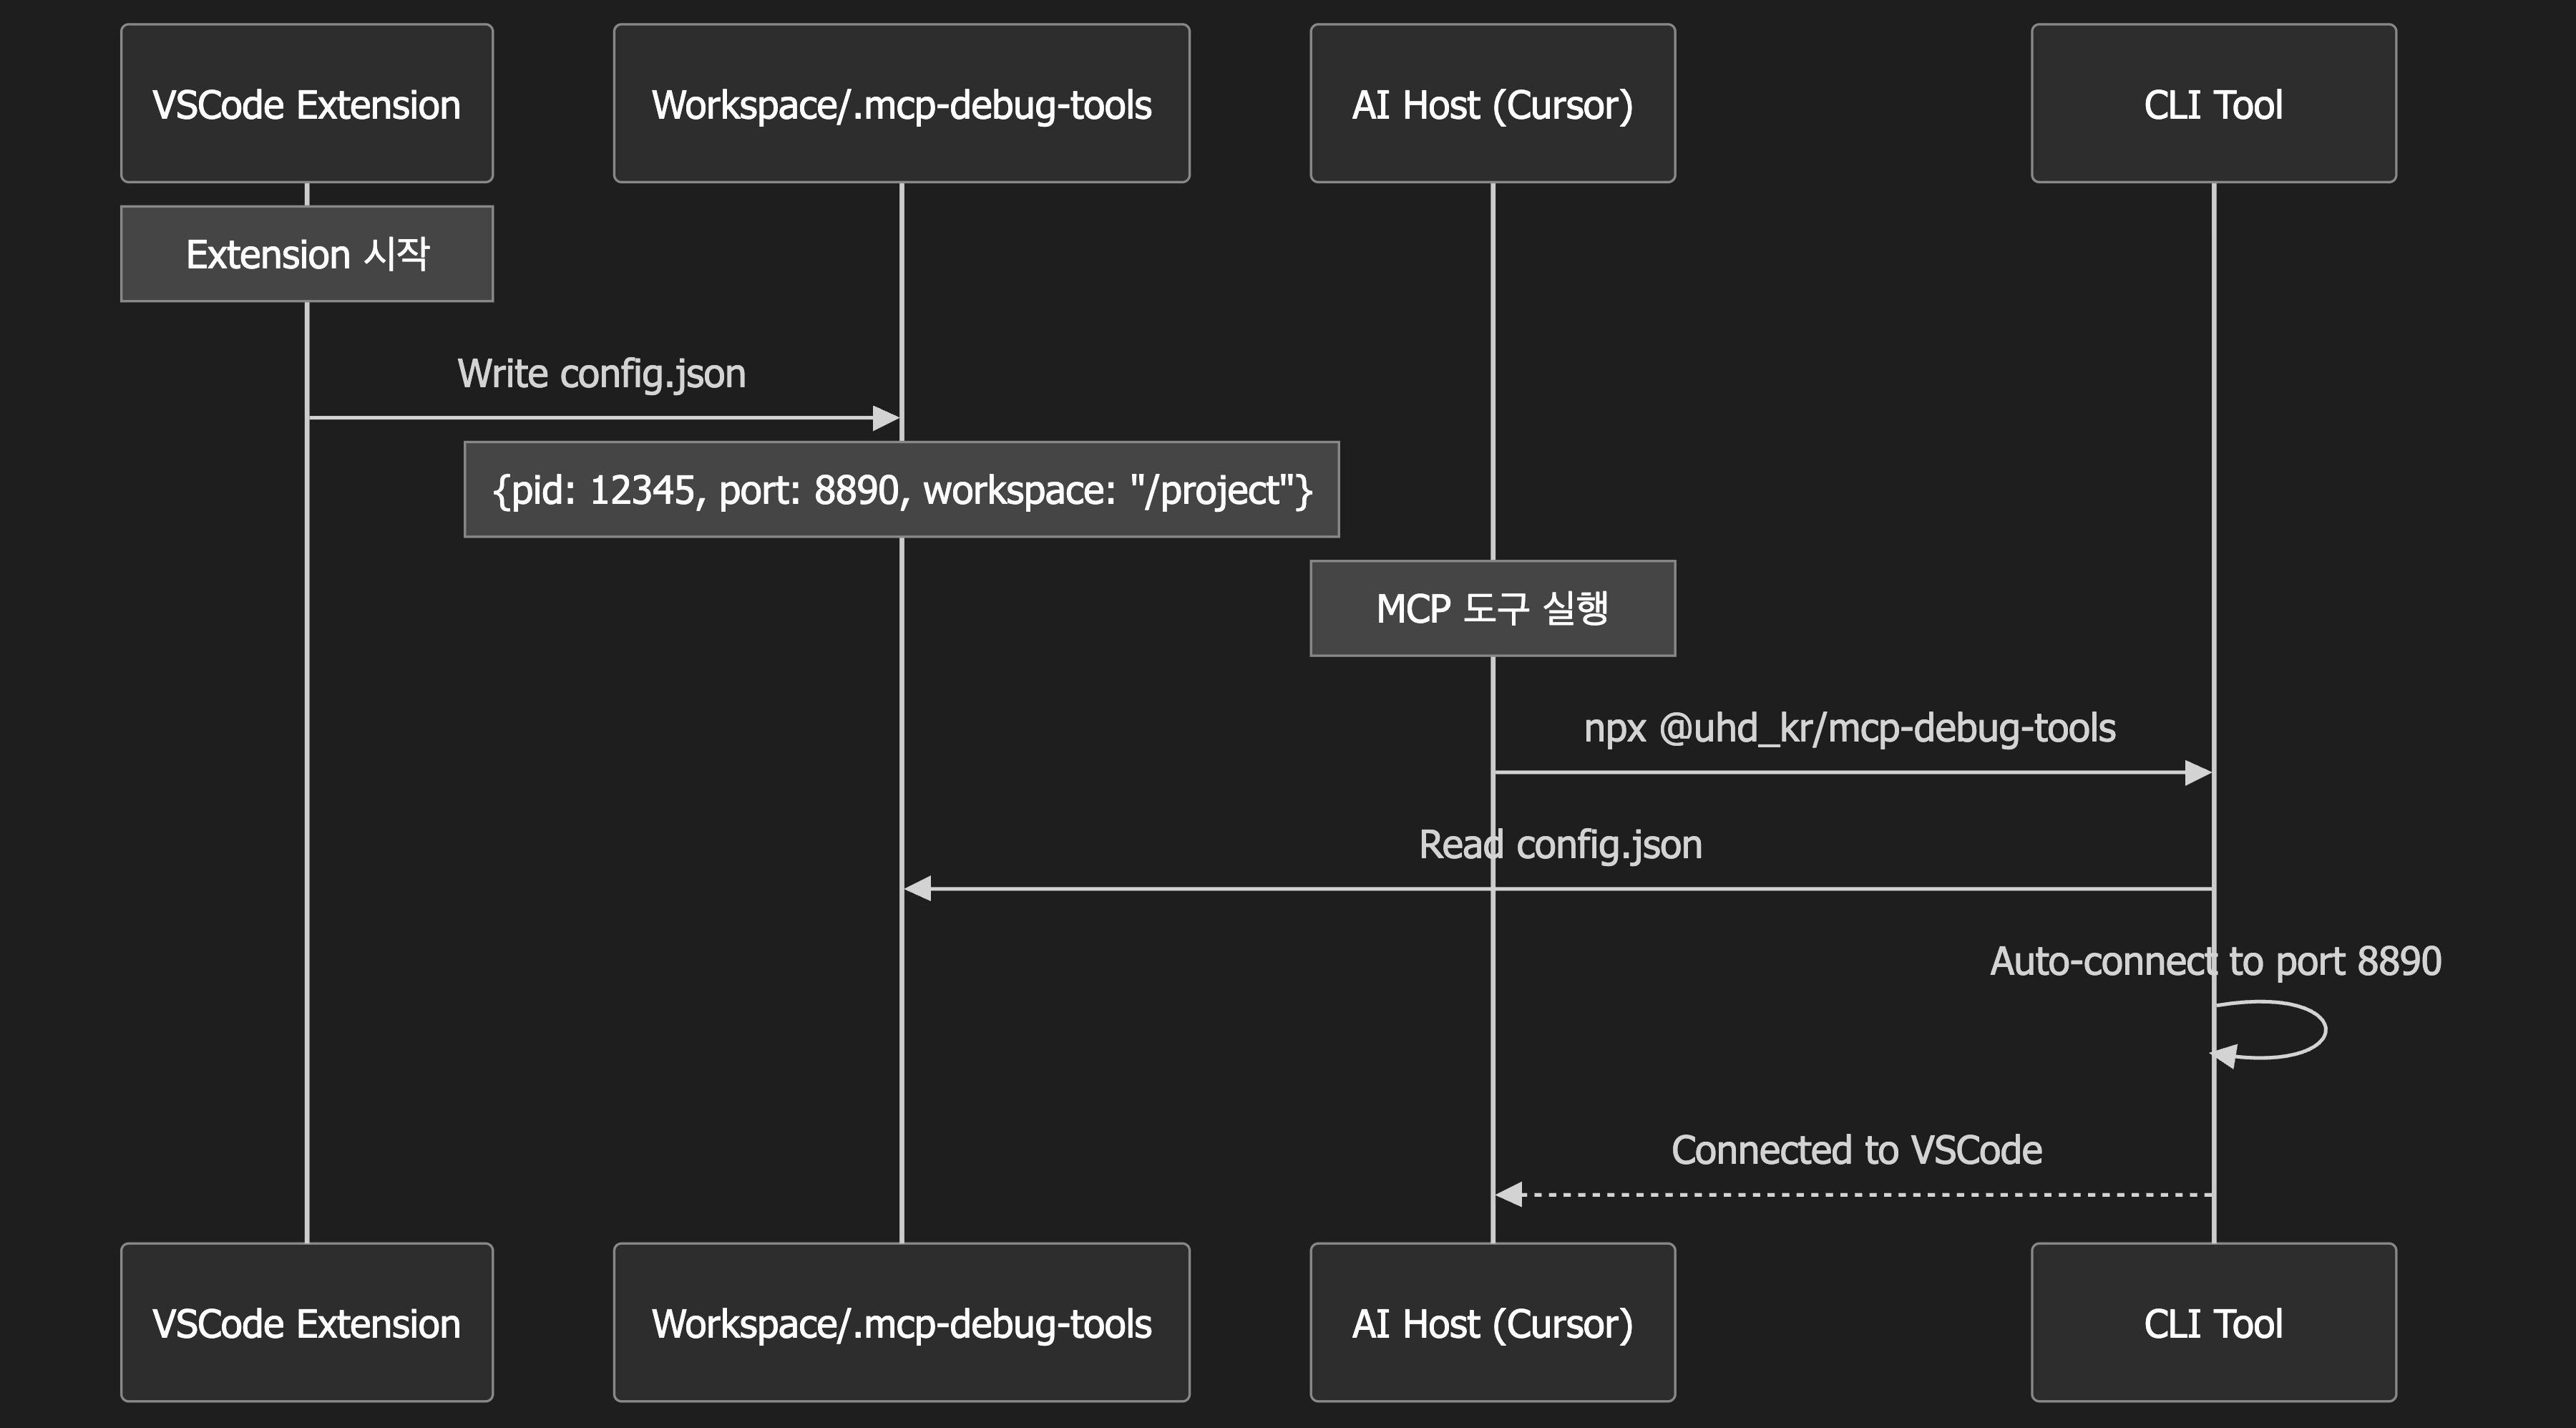 VSCode Extension
Workspace/.mcp-debug-tools
AI Host (Cursor)
CLI Tool
Extension 시작
Write config.json
{pid: 12345, port: 8890, workspace: "/project"}
MCP 도구 실행
npx @uhd_kr/mcp-debug-tools
Read config.json
Auto-connect to port 8890
Connected to VSCode
VSCode Extension
Workspace/.mcp-debug-tools
AI Host (Cursor)
CLI Tool